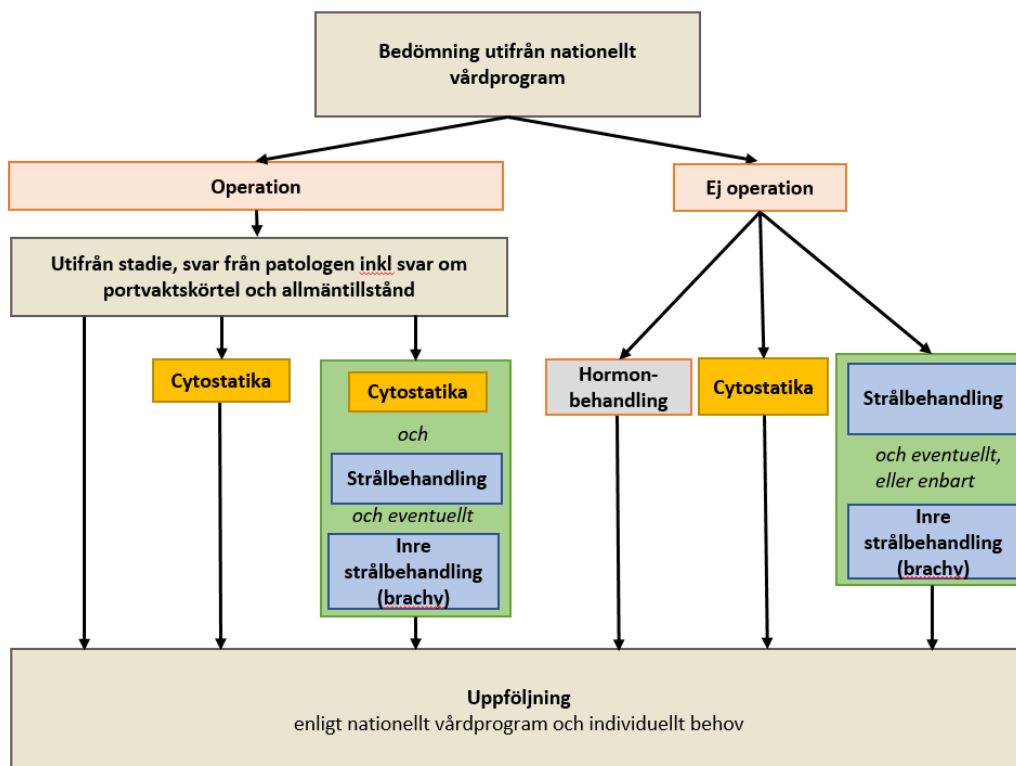 Bedömning utifrån nationellt
vårdprogram
Operation
Ej operation
Utifrån stadie, svar från patologen inkl svar om
portvaktskörtel och allmäntillstånd
Cytostatika
Cytostatika
och
Strålbehandling
och eventuellt
Inre
strålbehandling
(brachy)
Hormon-
behandling
Cytostatika
Strålbehandling
och eventuellt,
eller enbart
Inre
strålbehandling
(brachy)
Uppföljning
enligt nationellt vårdprogram och individuellt behov